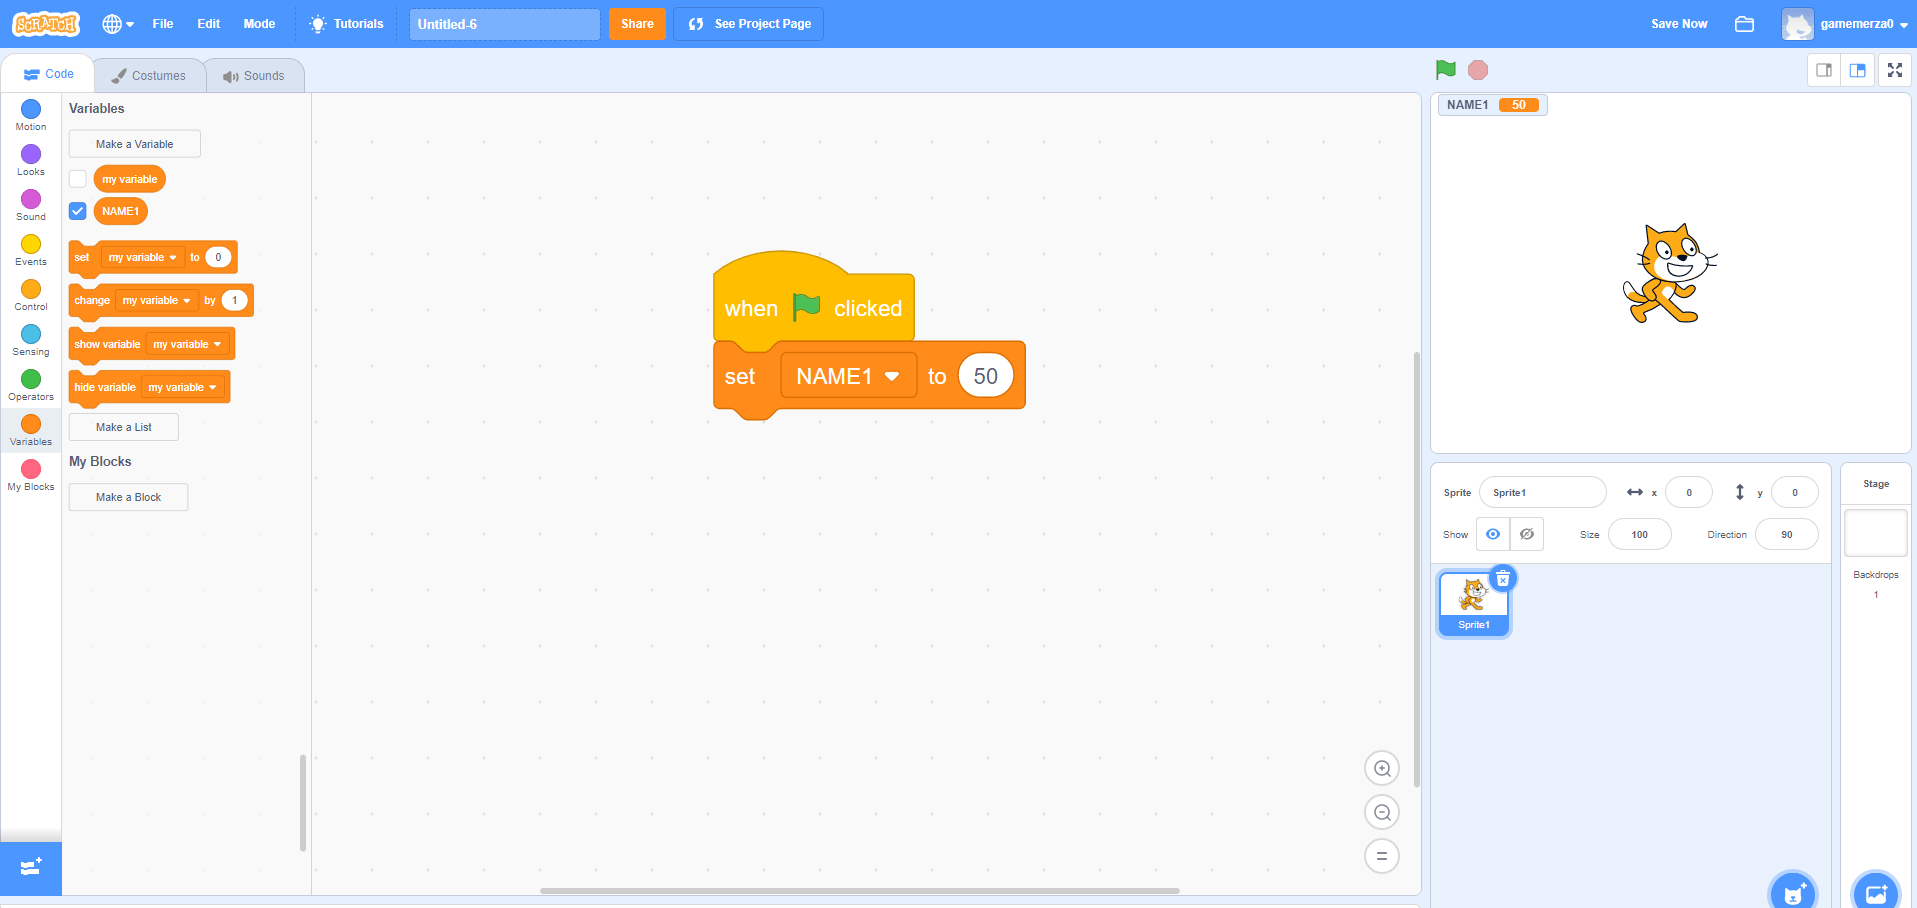 SCRATCH
File
Edit
Mode
Tutorials
Untitled-6
Share
See Project Page
Save Now
gamemerza0
Code
Costumes
Sounds
Motion
Looks
Sound
Events
Control
Sensing
Operators
Variables
My Blocks
Variables
Make a Variable
my variable
NAME1
set my variable to 0
change my variable by 1
show variable my variable
hide variable my variable
Make a List
My Blocks
Make a Block
when clicked
set NAME1 to 50
NAME1 50
Sprite Sprite1 x 0 y 0
Show Size 100 Direction 90
Sprite1
Stage
Backdrops
1